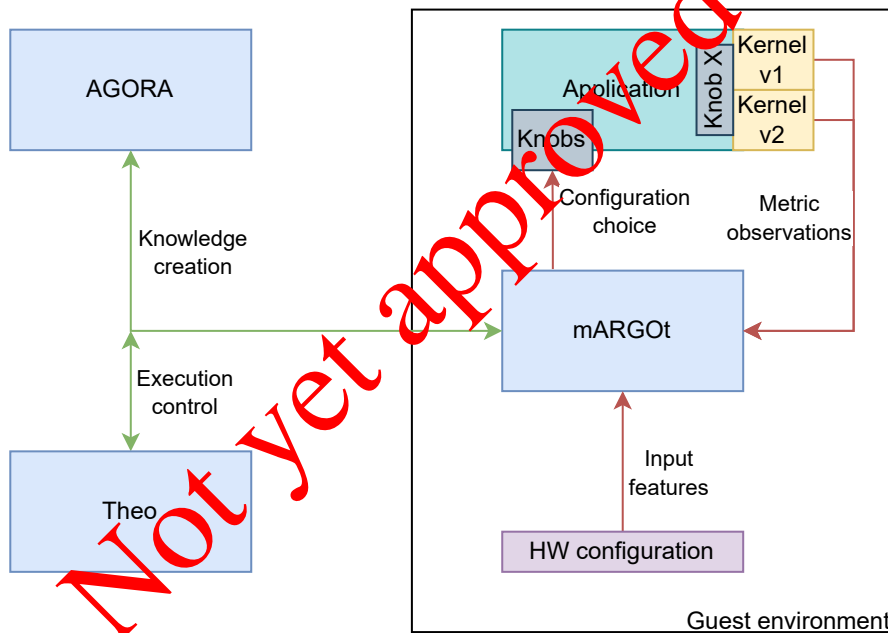 AGORA
Application
Knob X
Kernel
v1
Kernel
v2
Knobs
Configuration
choice
Metric
observations
Knowledge
creation
mARGOt
Execution
control
Theo
Input
features
HW configuration
Guest environment
Not yet approved